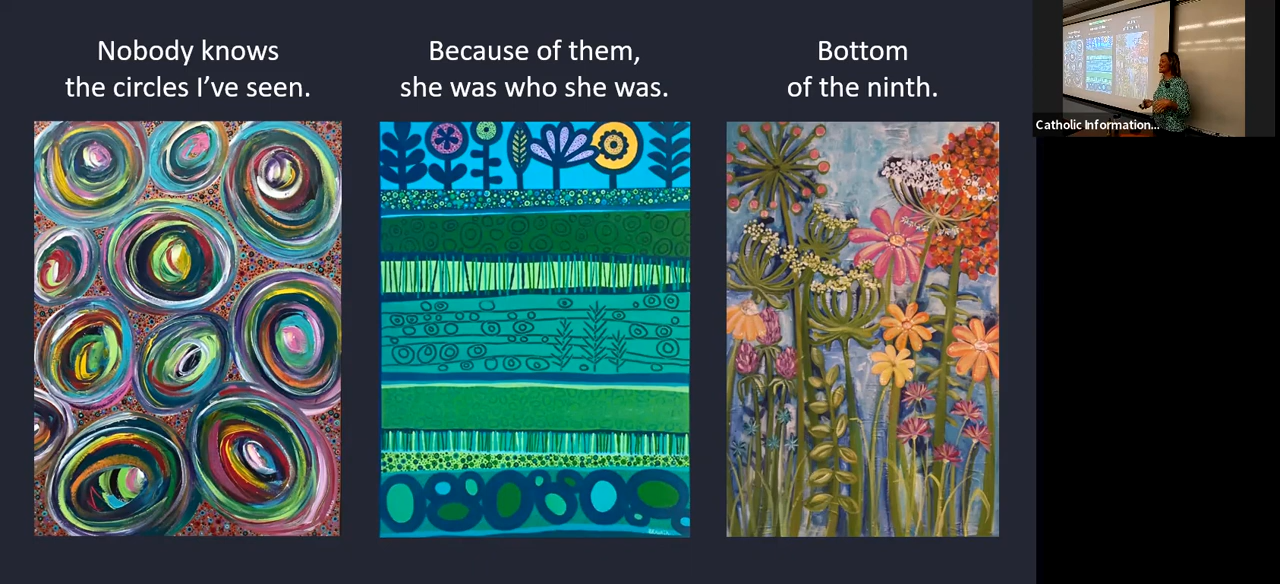 Nobody knows
the circles I've seen.
Because of them,
she was who she was.
Bottom
of the ninth.
Catholic Information...